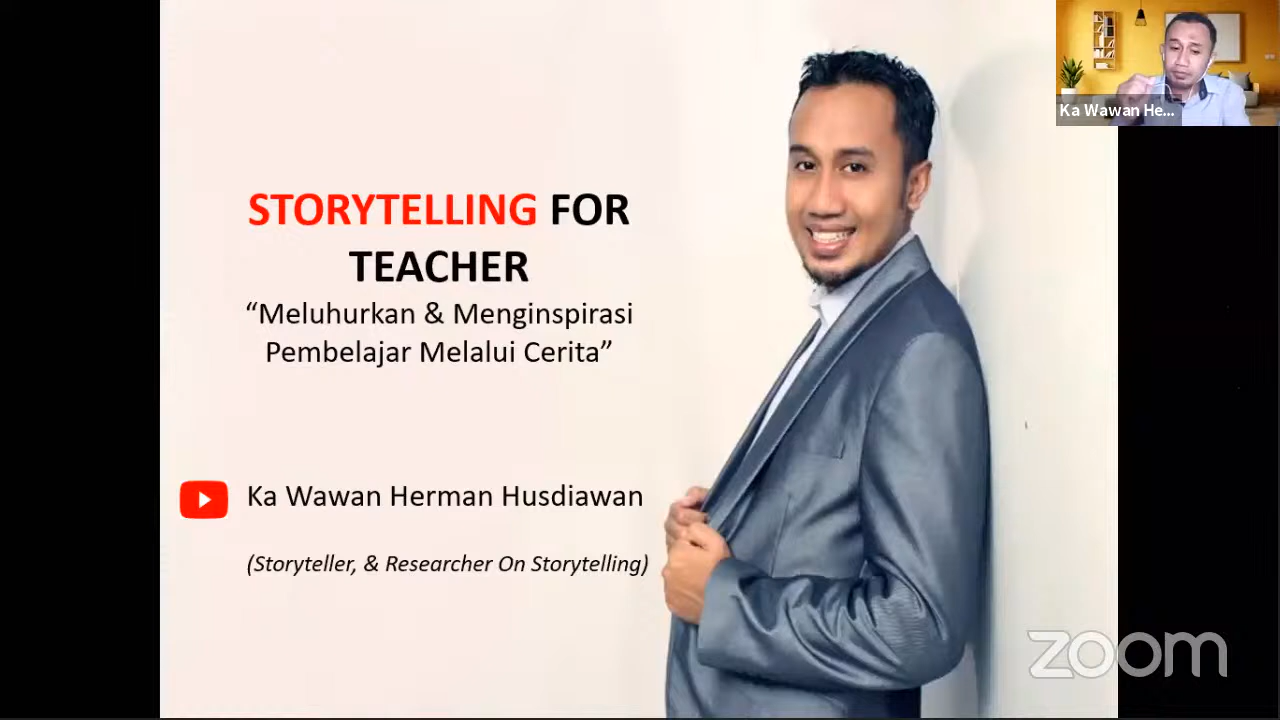 Ka Wawan He...
STORYTELLING FOR
TEACHER
“Meluhurkan & Menginspirasi
Pembelajar Melalui Cerita”
Ka Wawan Herman Husdiawan
(Storyteller, & Researcher On Storytelling)
zoom